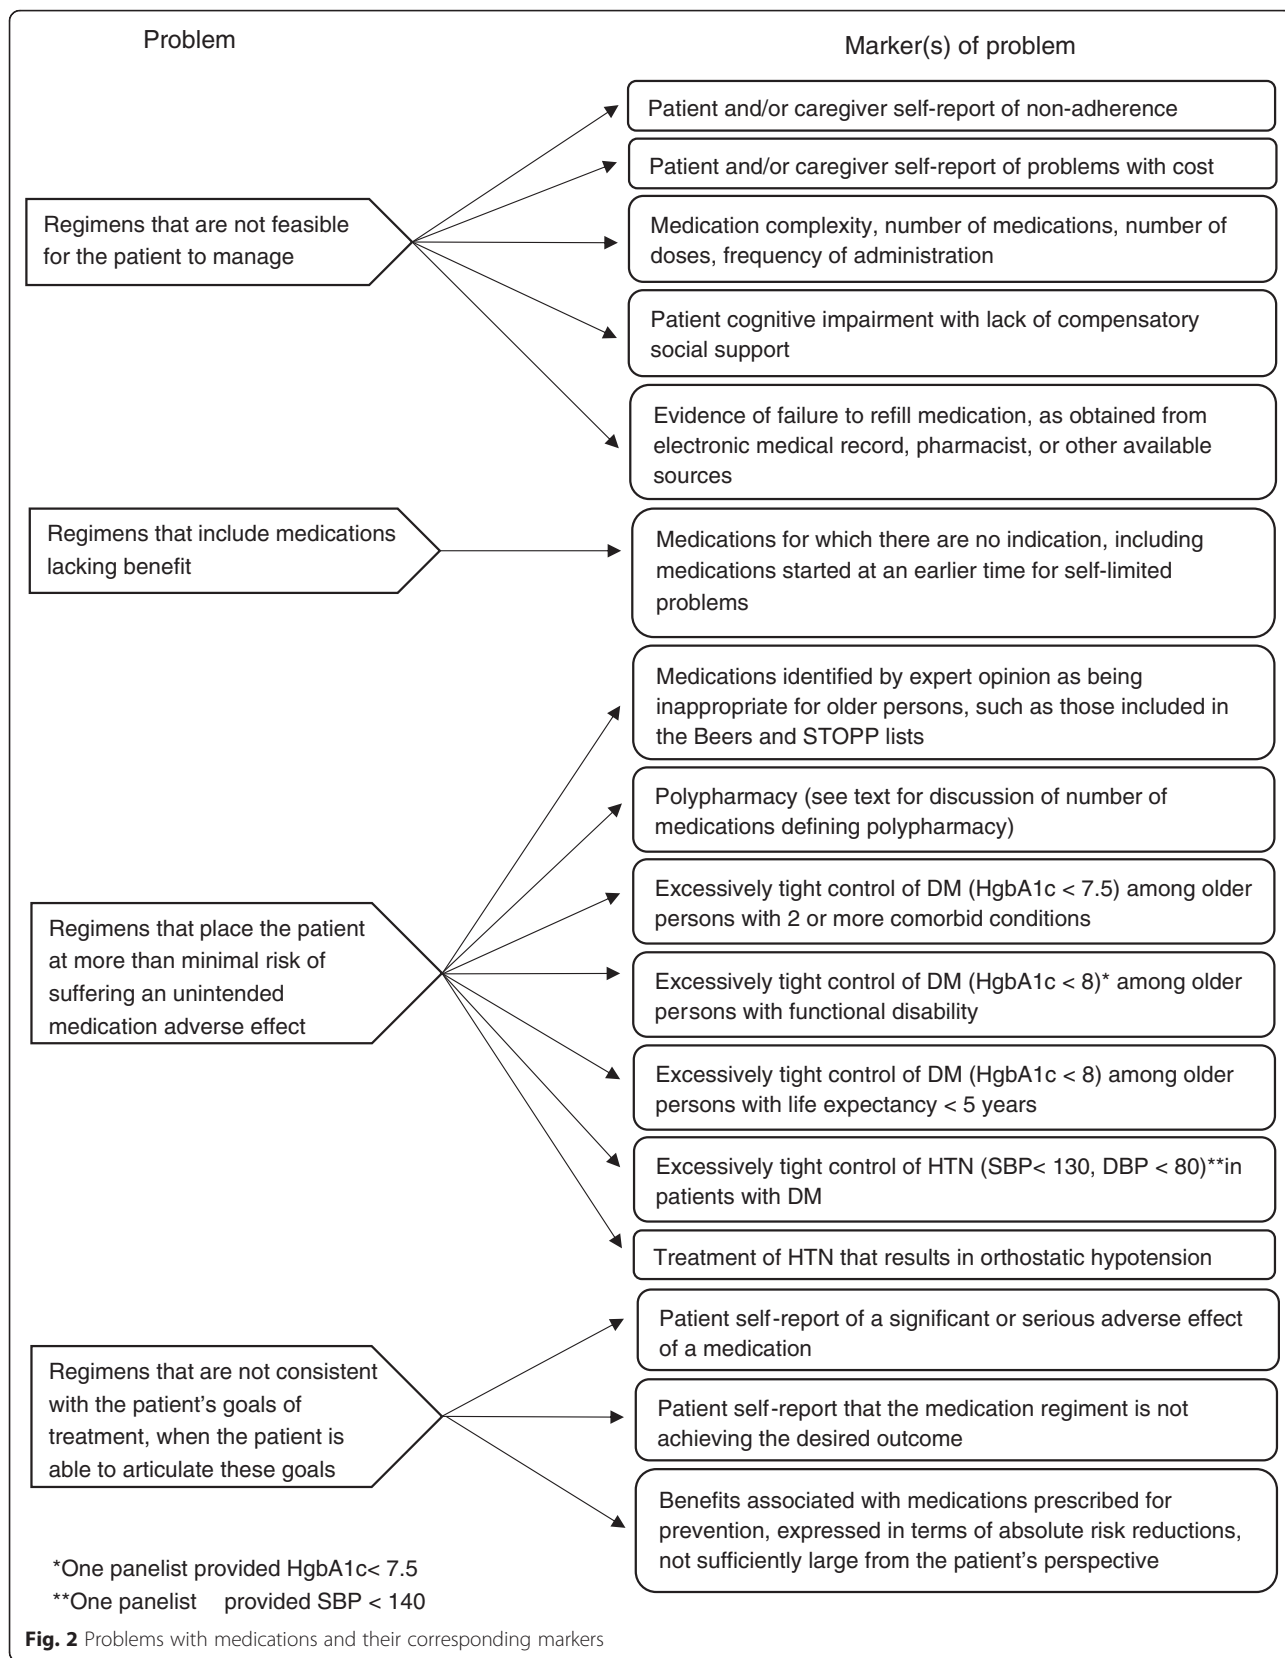 Problem
Marker(s) of problem
Regimens that are not feasible
for the patient to manage
Patient and/or caregiver self-report of non-adherence
Patient and/or caregiver self-report of problems with cost
Medication complexity, number of medications, number of
doses, frequency of administration
Patient cognitive impairment with lack of compensatory
social support
Evidence of failure to refill medication, as obtained from
electronic medical record, pharmacist, or other available
sources
Regimens that include medications
lacking benefit
Medications for which there are no indication, including
medications started at an earlier time for self-limited
problems
Regimens that place the patient
at more than minimal risk of
suffering an unintended
medication adverse effect
Medications identified by expert opinion as being
inappropriate for older persons, such as those included in
the Beers and STOPP lists
Polypharmacy (see text for discussion of number of
medications defining polypharmacy)
Excessively tight control of DM (HgbA1c < 7.5) among older
persons with 2 or more comorbid conditions
Excessively tight control of DM (HgbA1c < 8)* among older
persons with functional disability
Excessively tight control of DM (HgbA1c < 8) among older
persons with life expectancy < 5 years
Excessively tight control of HTN (SBP< 130, DBP < 80)**in
patients with DM
Treatment of HTN that results in orthostatic hypotension
Regimens that are not consistent
with the patient's goals of
treatment, when the patient is
able to articulate these goals
Patient self-report of a significant or serious adverse effect
of a medication
Patient self-report that the medication regiment is not
achieving the desired outcome
Benefits associated with medications prescribed for
prevention, expressed in terms of absolute risk reductions,
not sufficiently large from the patient's perspective
*One panelist provided HgbA1c< 7.5
**One panelist provided SBP < 140
Fig. 2 Problems with medications and their corresponding markers